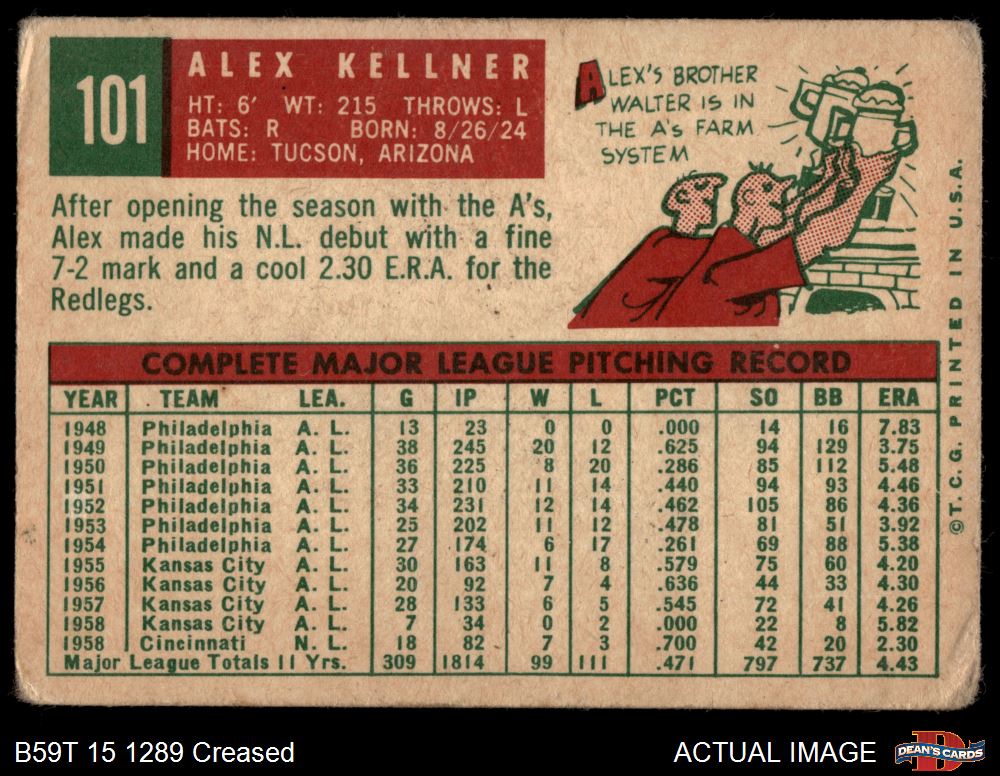 101
ALEX KELLNER
HT: 6' WT: 215 THROWS: L
BATS: R BORN: 8/26/24
HOME: TUCSON, ARIZONA
ALEX'S BROTHER
WALTER IS IN
THE A's FARM
SYSTEM
After opening the season with the A's,
Alex made his N.L. debut with a fine
7-2 mark and a cool 2.30 E.R.A. for the
Redlegs.
COMPLETE MAJOR LEAGUE PITCHING RECORD
YEAR TEAM LEA. G IP W L PCT SO BB ERA
1948 Philadelphia A. L. 13 23 0 0 .000 14 16 7.83
1949 Philadelphia A. L. 38 245 20 12 .625 94 129 3.75
1950 Philadelphia A. L. 36 225 8 20 .286 85 112 5.48
1951 Philadelphia A. L. 33 210 11 14 .440 94 93 4.46
1952 Philadelphia A. L. 34 231 12 14 .462 105 86 4.36
1953 Philadelphia A. L. 25 202 11 12 .478 81 51 3.92
1954 Philadelphia A. L. 27 174 6 17 .261 69 88 5.38
1955 Kansas City A. L. 30 163 11 8 .579 75 60 4.20
1956 Kansas City A. L. 20 92 7 4 .636 44 33 4.30
1957 Kansas City A. L. 28 133 6 5 .545 72 41 4.26
1958 Kansas City A. L. 7 34 0 2 .000 22 8 5.82
1958 Cincinnati N. L. 18 82 7 3 .700 42 20 2.30
Major League Totals 11 Yrs. 309 1814 99 111 .471 797 737 4.43
©T.C.G. PRINTED IN U.S.A.
B59T 15 1289 Creased
ACTUAL IMAGE
DEAN'S CARDS